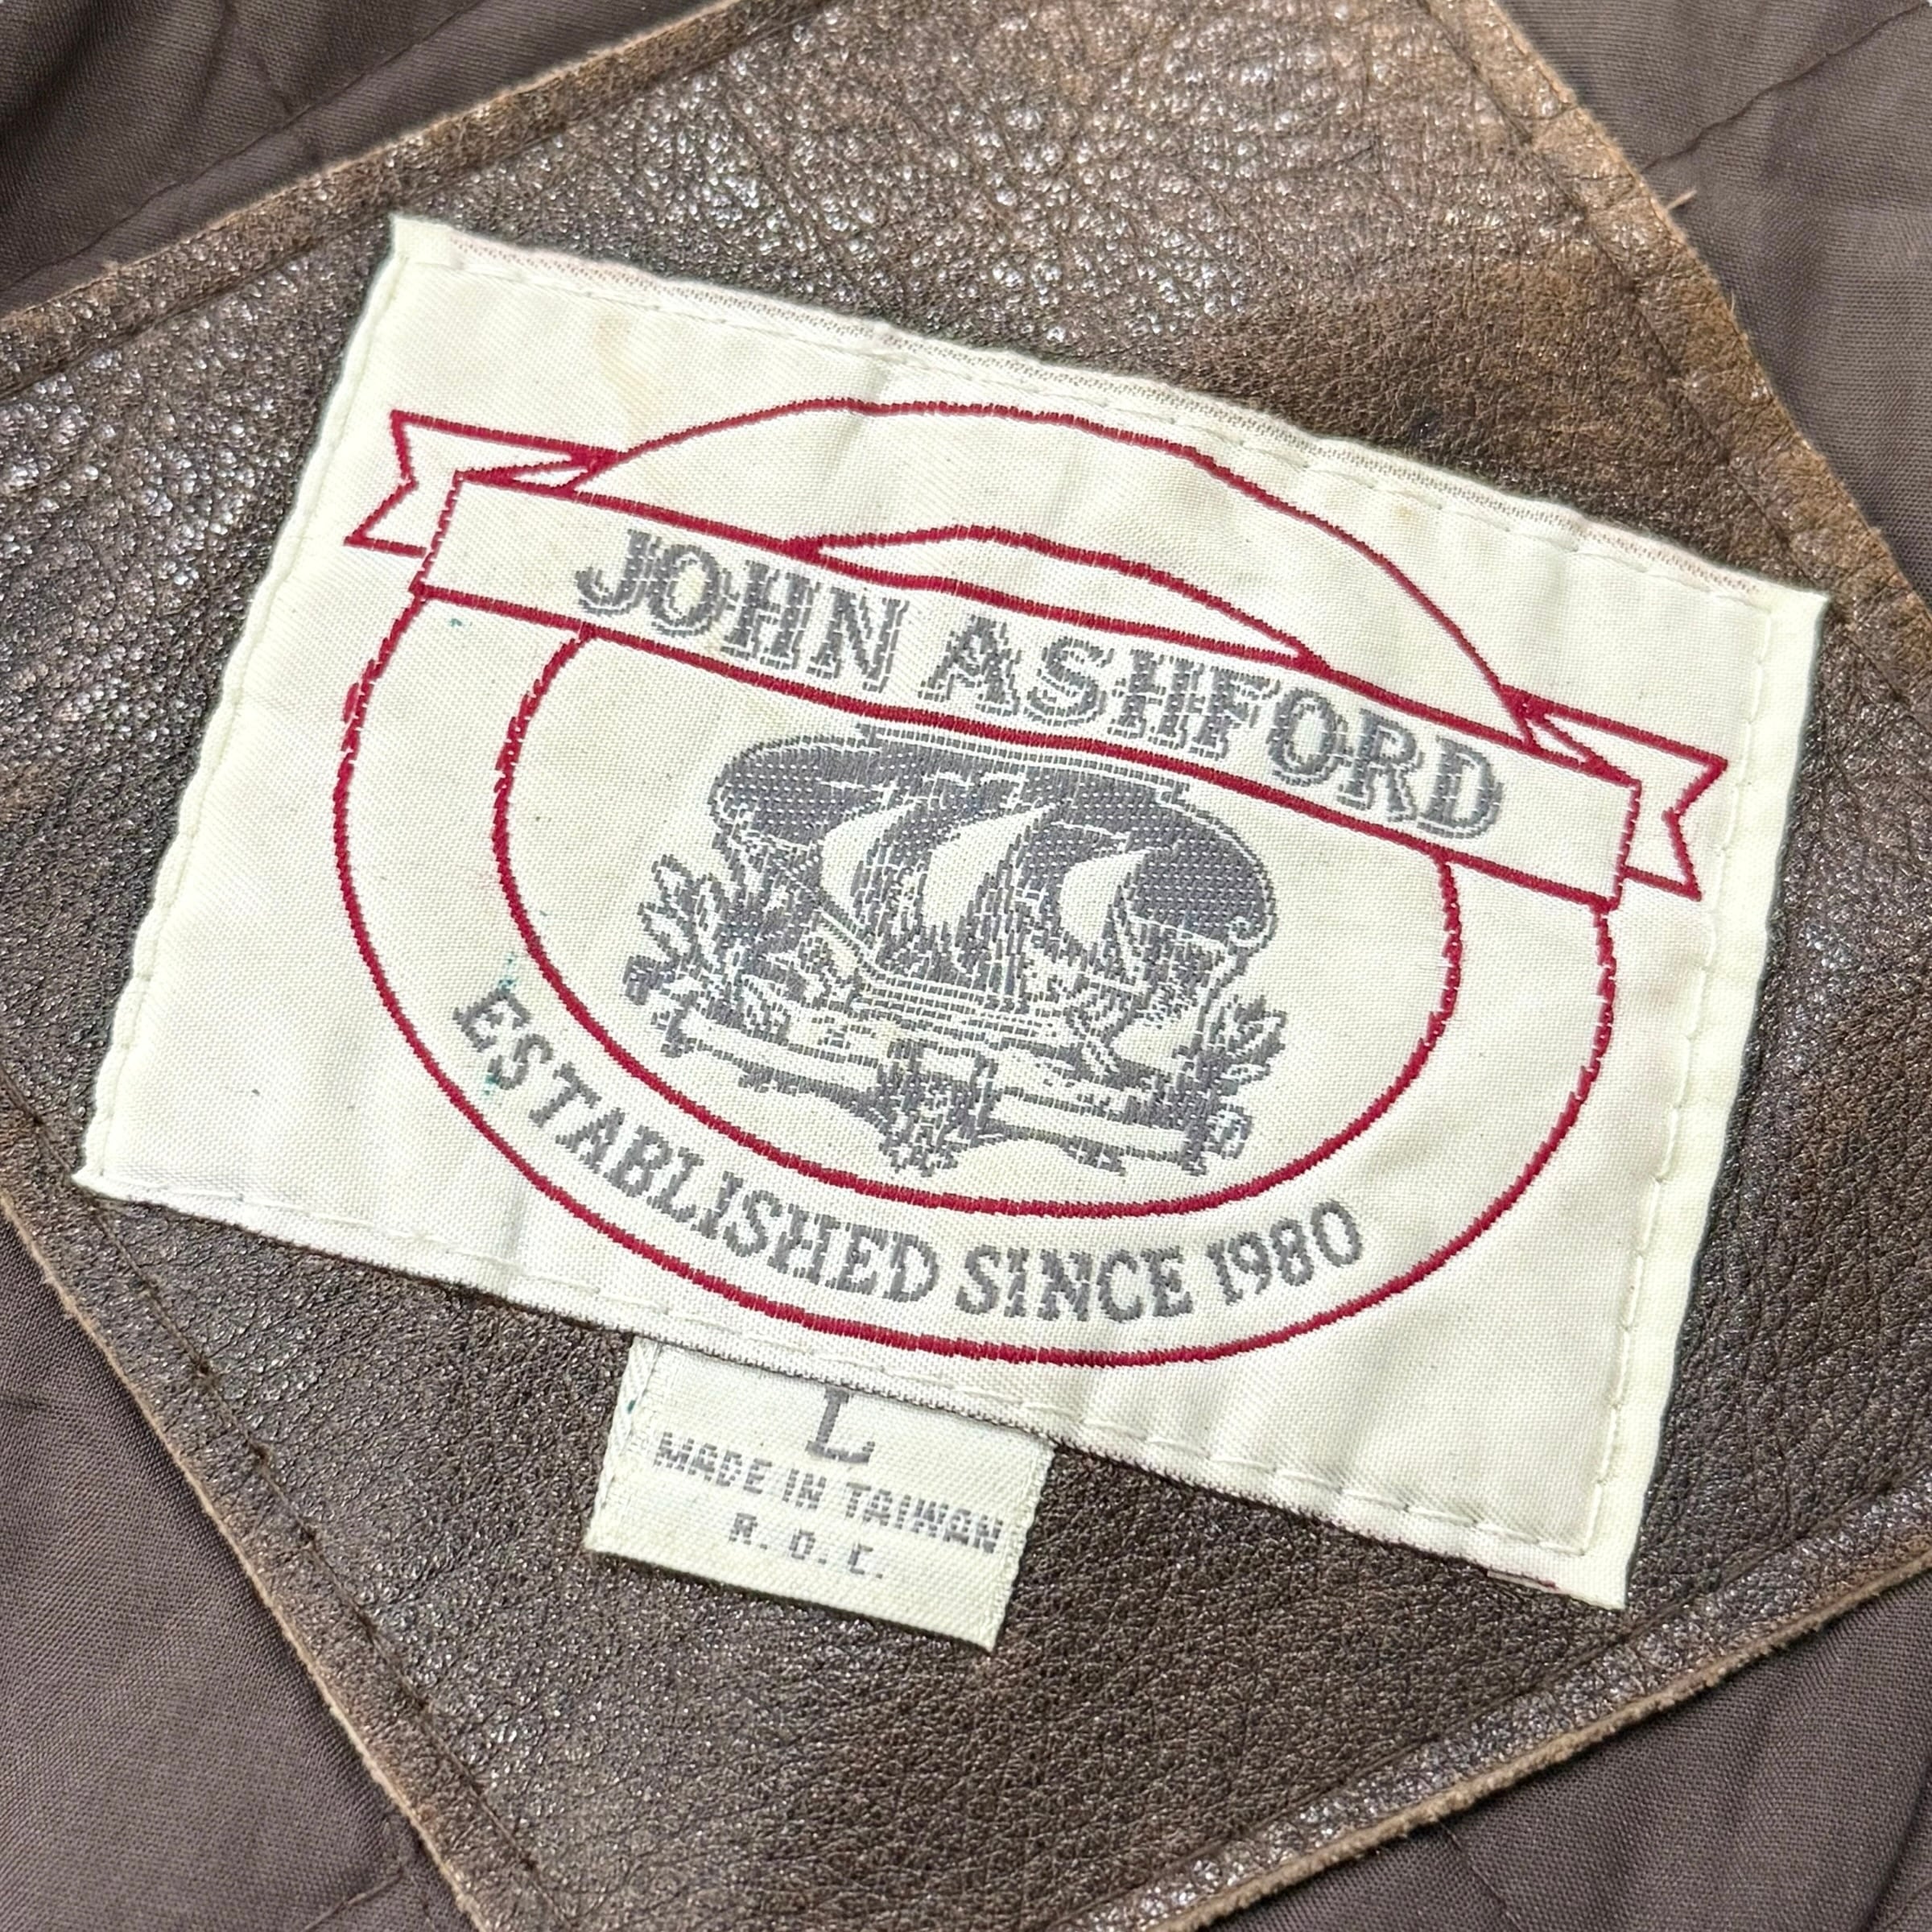 JOHN ASHFORD
ESTABLISHED SINCE 1980
L
MADE IN TAIWAN
R. O. C.